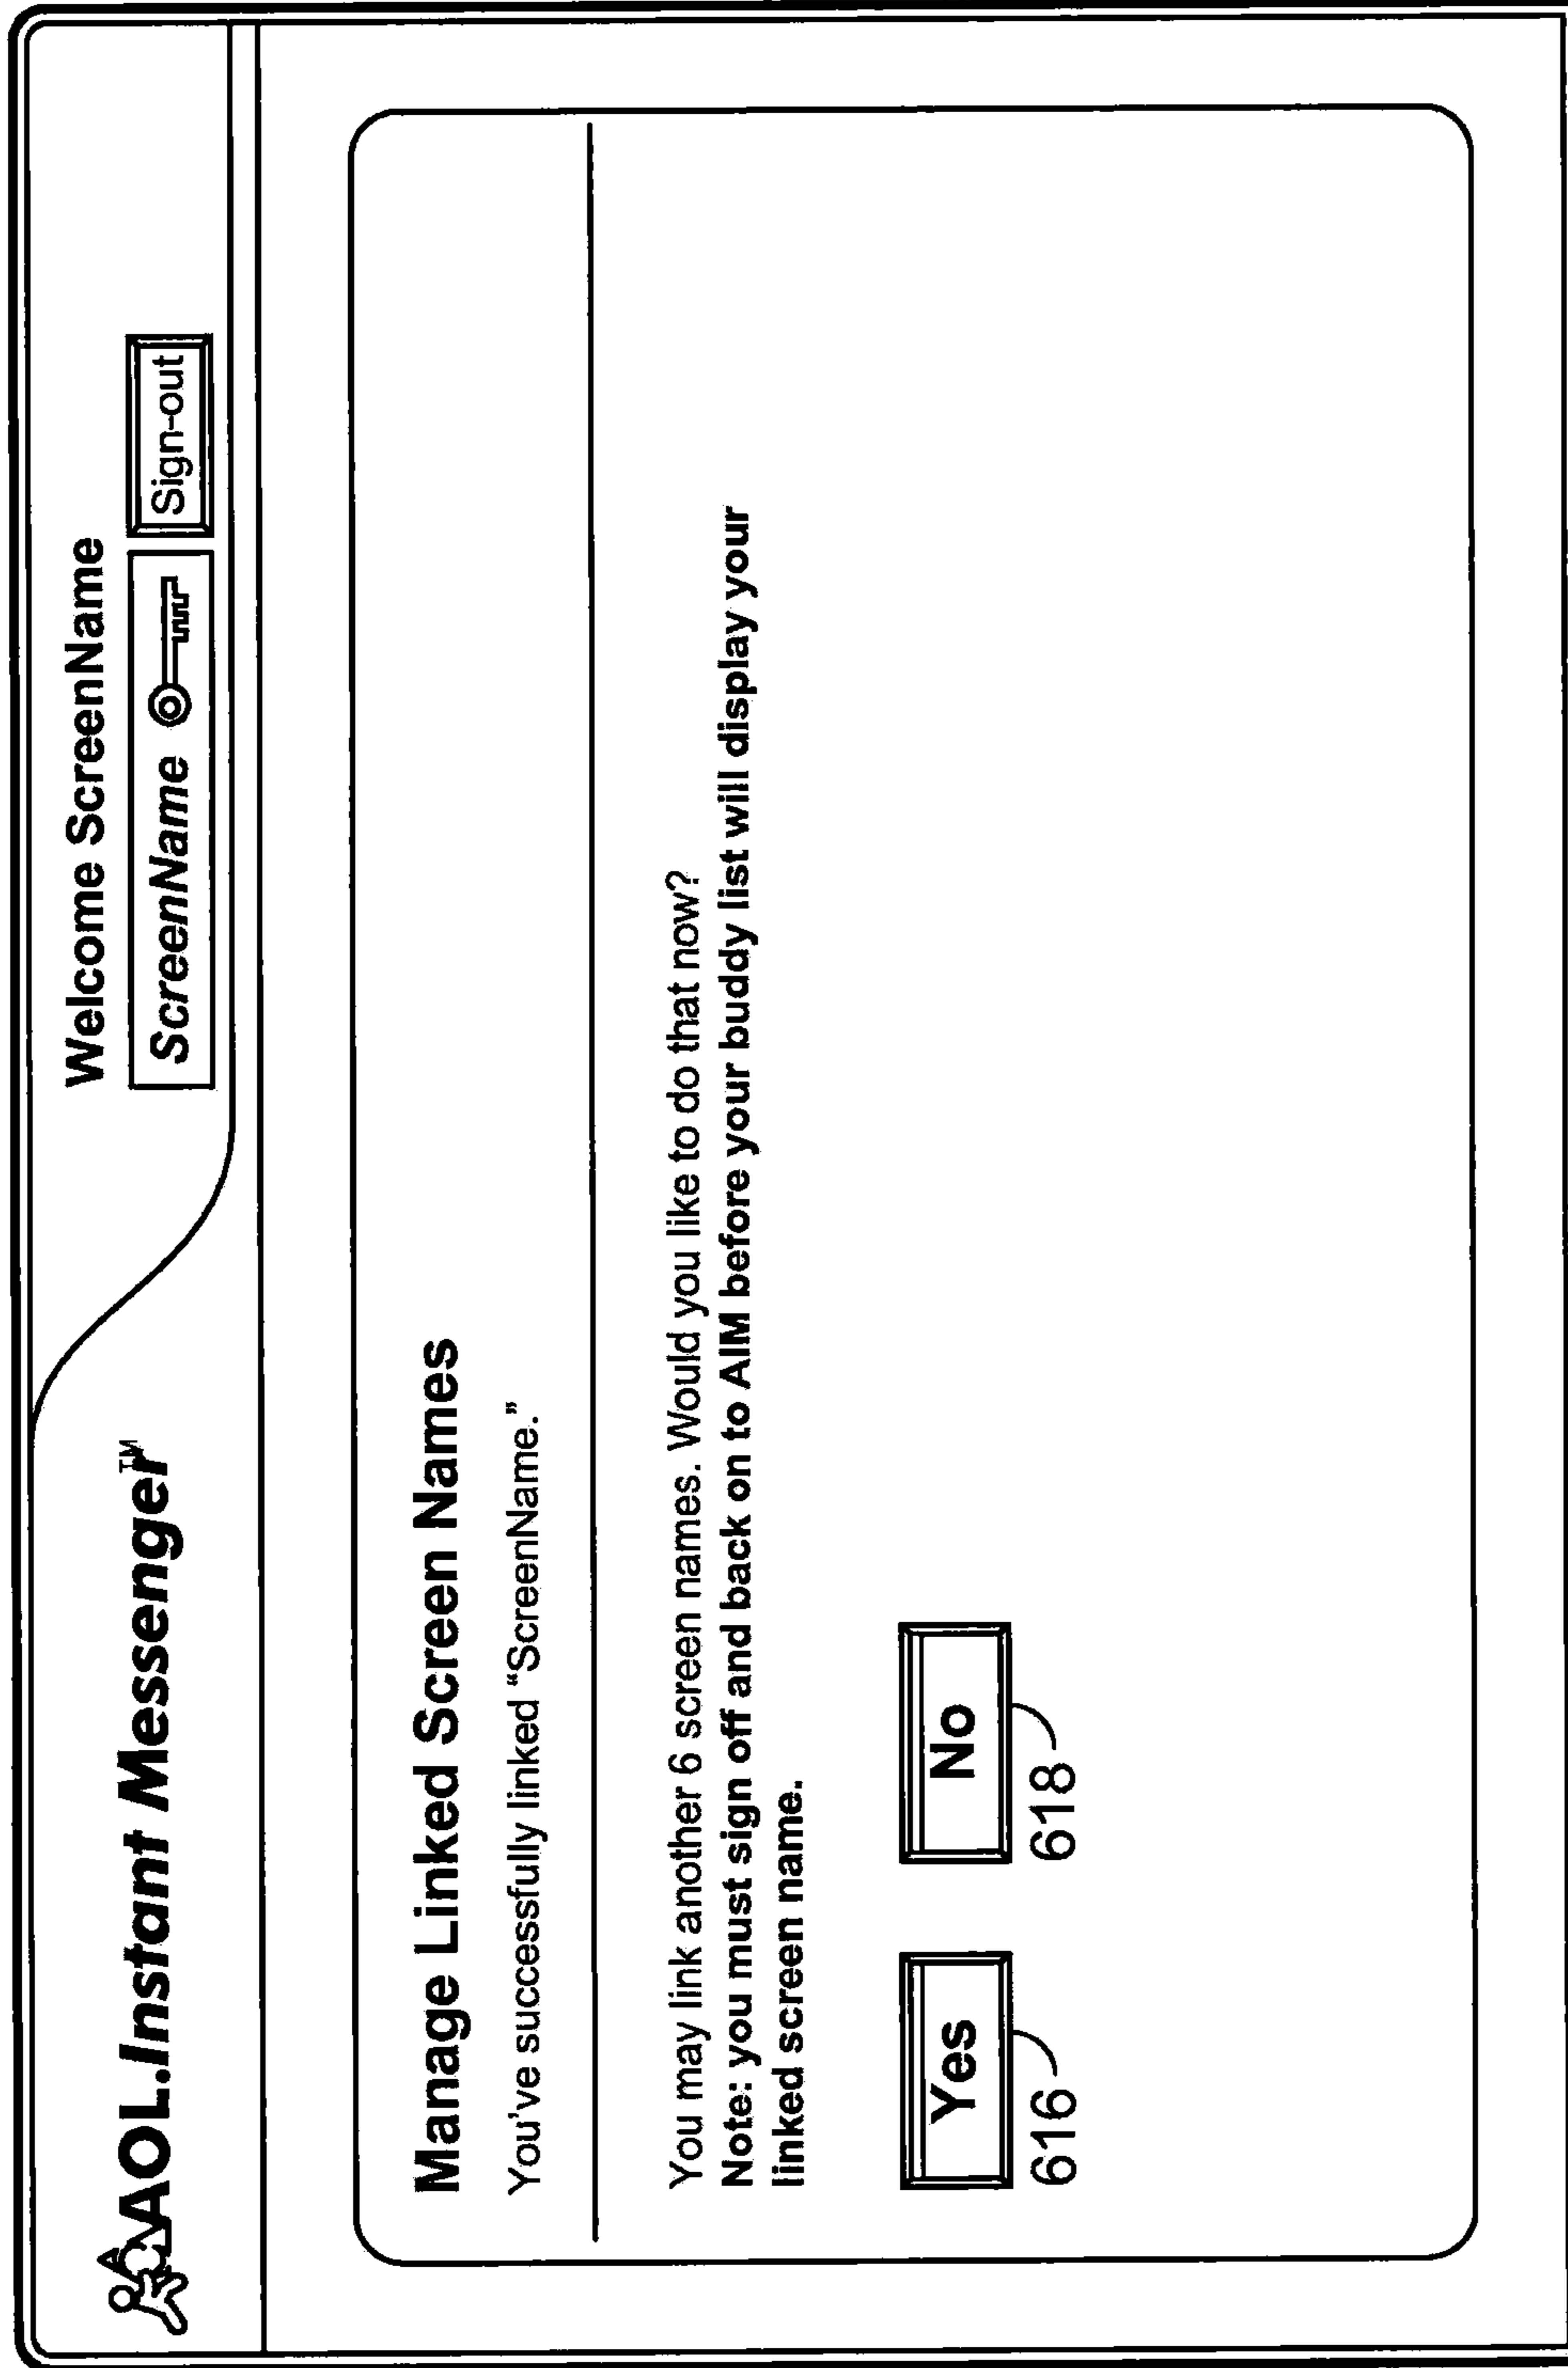 AOL.Instant Messenger™
Welcome ScreenName
ScreenName
Sign-out
Manage Linked Screen Names
You've successfully linked “ScreenName.”
You may link another 6 screen names. Would you like to do that now?
Note: you must sign off and back on to AIM before your buddy list will display your
linked screen name.
Yes
No
616
618